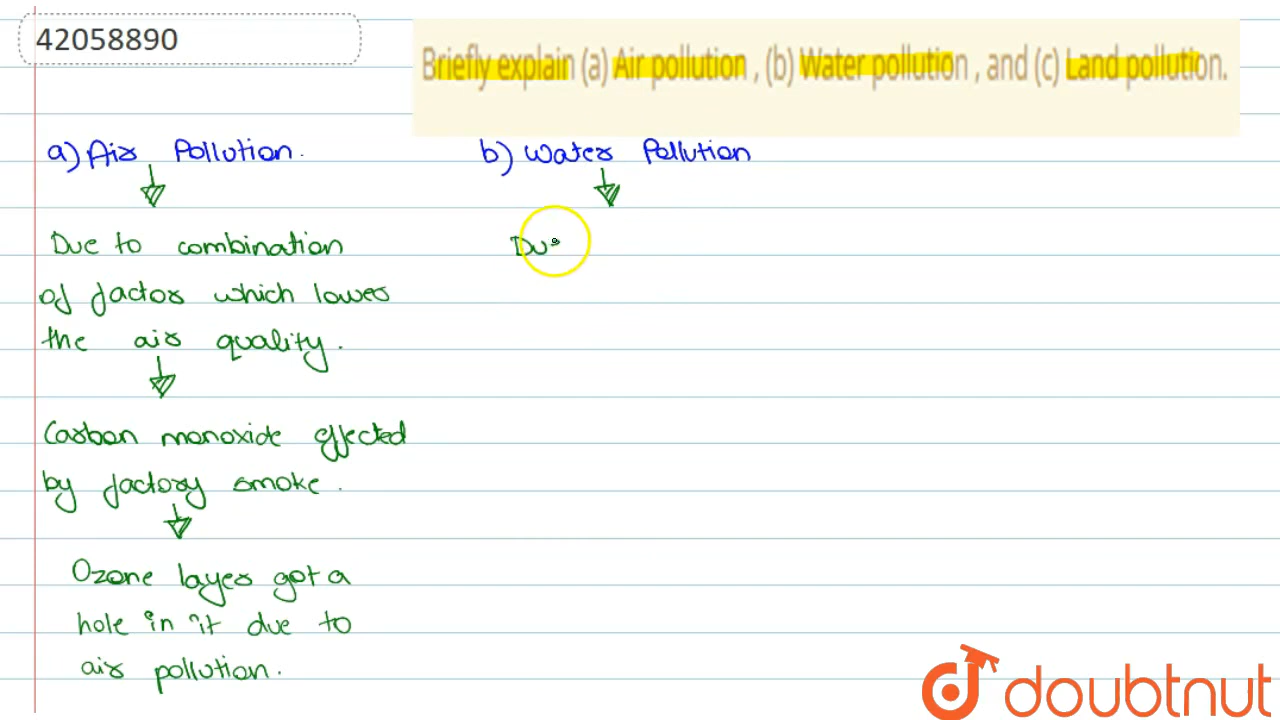 42058890
Briefly explain (a) Air pollution , (b) Water pollution , and (c) Land pollution.
a) Air Pollution.
Due to combination
of factor which lower
the air quality.
Carbon monoxide effected
by factory smoke.
Ozone layer got a
hole in it due to
air pollution.
b) Water Pollution
Due
doubtnut